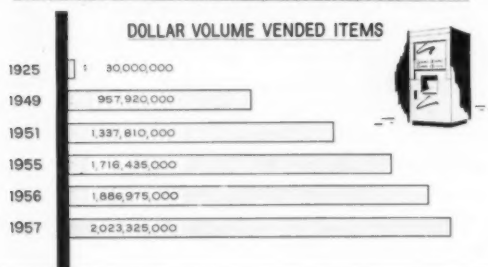 DOLLAR VOLUME VENDED ITEMS
1925 $ 30,000,000
1949 957,920,000
1951 1,337,810,000
1955 1,716,435,000
1956 1,886,975,000
1957 2,023,325,000